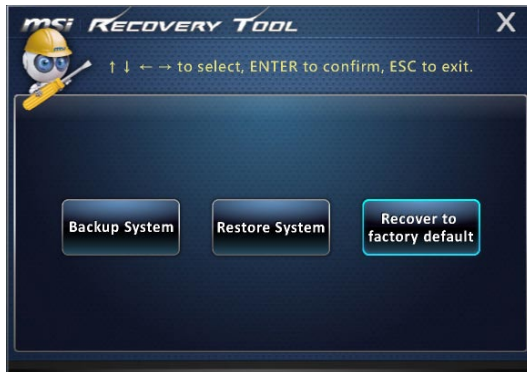 msi RECOVERY TOOL
X
↑ ↓ ← → to select, ENTER to confirm, ESC to exit.
Backup System
Restore System
Recover to
factory default